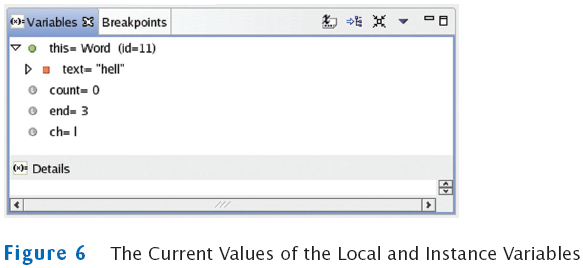 (x)= Variables Breakpoints
this= Word (id=11)
text= "hell"
count= 0
end= 3
ch= l
(x)= Details
Figure 6 The Current Values of the Local and Instance Variables